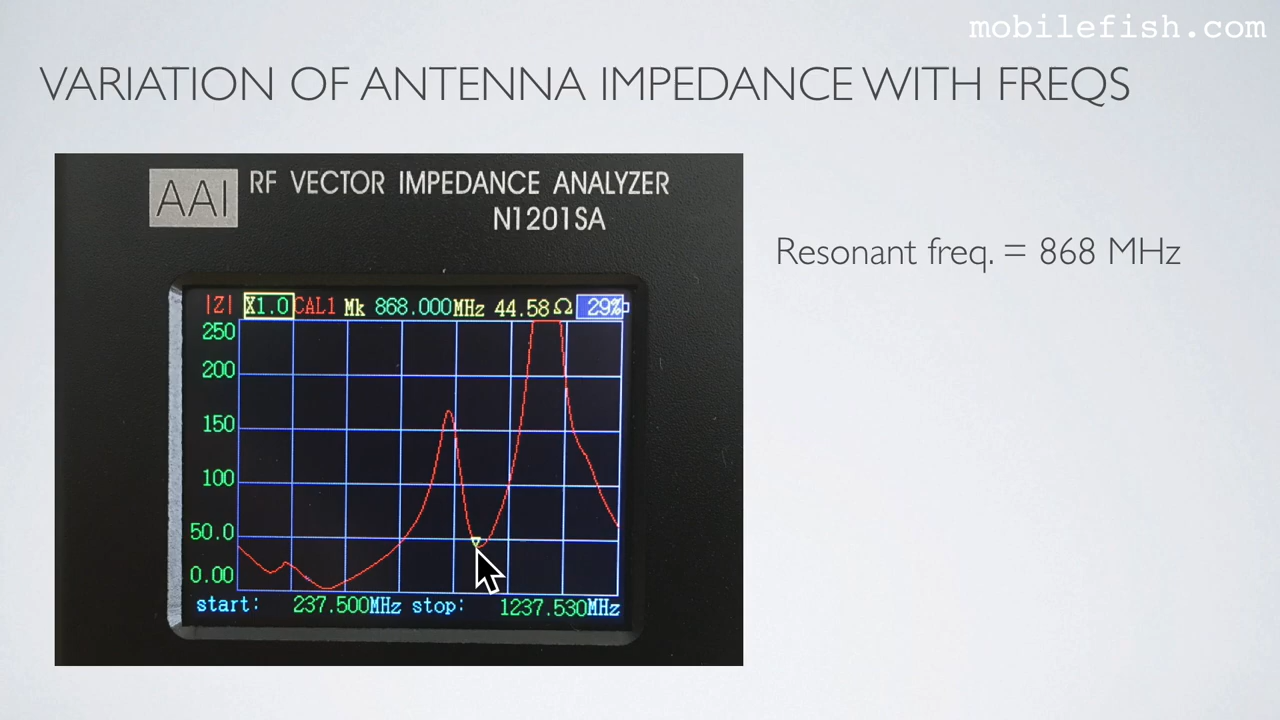 mobilefish.com
VARIATION OF ANTENNA IMPEDANCE WITH FREQS
AAI RF VECTOR IMPEDANCE ANALYZER
N1201SA
Resonant freq. = 868 MHz
|Z| X1.0 CAL1 Mk 868.000MHz 44.58Ω 29%
250
200
150
100
50.0
0.00
start: 237.500MHz stop: 1237.530MHz